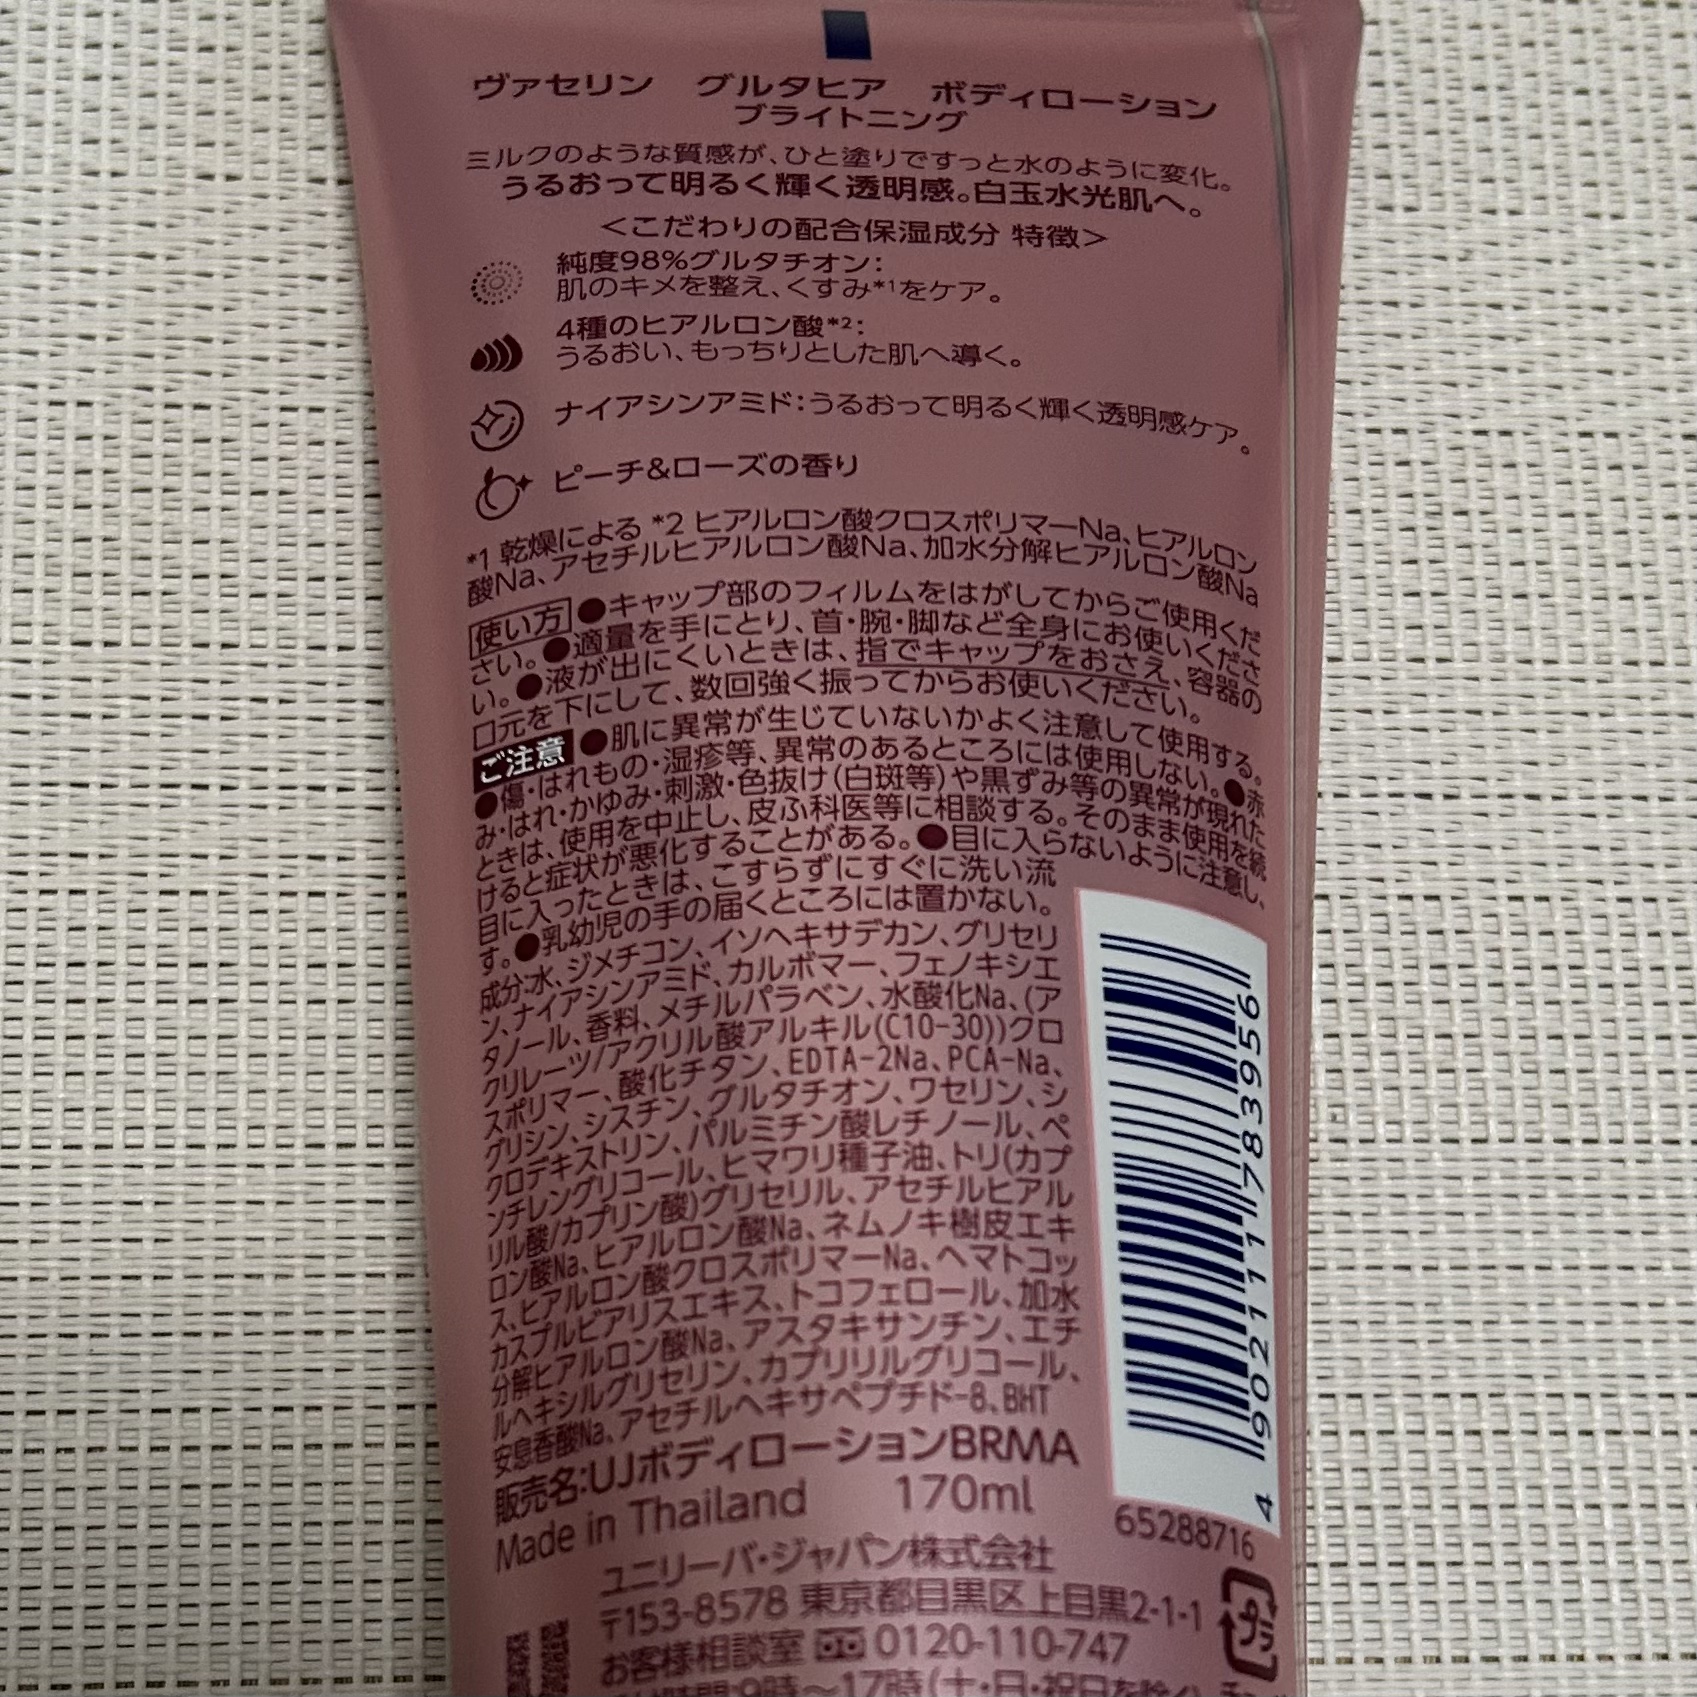 ヴァセリン　グルタヒア　ボディローション
ブライトニング
ミルクのような質感が、ひと塗りですっと水のように変化。
うるおって明るく輝く透明感。白玉水光肌へ。
＜こだわりの配合保湿成分 特徴＞
純度98%グルタチオン：
肌のキメを整え、くすみ*1をケア。
4種のヒアルロン酸*2：
うるおい、もっちりとした肌へ導く。
ナイアシンアミド：うるおって明るく輝く透明感ケア。
ピーチ&ローズの香り
*1 乾燥による *2 ヒアルロン酸クロスポリマーNa、ヒアルロン
酸Na、アセチルヒアルロン酸Na、加水分解ヒアルロン酸Na
使い方 ●キャップ部のフィルムをはがしてからご使用くだ
さい。●適量を手にとり、首・腕・脚など全身にお使いくださ
い。●液が出にくいときは、指でキャップをおさえ、容器の
口元を下にして、数回強く振ってからお使いください。
ご注意 ●肌に異常が生じていないかよく注意して使用する。
●傷・はれもの・湿疹等、異常のあるところには使用しない。●赤
み・はれ・かゆみ・刺激・色抜け（白斑等）や黒ずみ等の異常が現れた
ときは、使用を中止し、皮ふ科医等に相談する。そのまま使用を続
けると症状が悪化することがある。●目に入らないように注意し、
目に入ったときは、こすらずにすぐに洗い流
す。●乳幼児の手の届くところには置かない。
成分:水、ジメチコン、イソヘキサデカン、グリセリ
ン、ナイアシンアミド、カルボマー、フェノキシエ
タノール、香料、メチルパラベン、水酸化Na、(ア
クリレーツ/アクリル酸アルキル(C10-30))クロ
スポリマー、酸化チタン、EDTA-2Na、PCA-Na、
グリシン、シスチン、グルタチオン、ワセリン、シ
クロデキストリン、パルミチン酸レチノール、ペ
ンチレングリコール、ヒマワリ種子油、トリ(カプ
リル酸/カプリン酸)グリセリル、アセチルヒアル
ロン酸Na、ヒアルロン酸Na、ネムノキ樹皮エキ
ス、ヒアルロン酸クロスポリマーNa、ヘマトコッ
カスプルビアリスエキス、トコフェロール、加水
分解ヒアルロン酸Na、アスタキサンチン、エチ
ルヘキシルグリセリン、カプリリルグリコール、
安息香酸Na、アセチルヘキサペプチド-8、BHT
販売名:UJボディローションBRMA
Made in Thailand　170ml
4 902111 783956
65288716
ユニリーバ・ジャパン株式会社
〒153-8578 東京都目黒区上目黒2-1-1
お客様相談室 0120-110-747
9時～17時（土・日・祝日を除く）
プラ